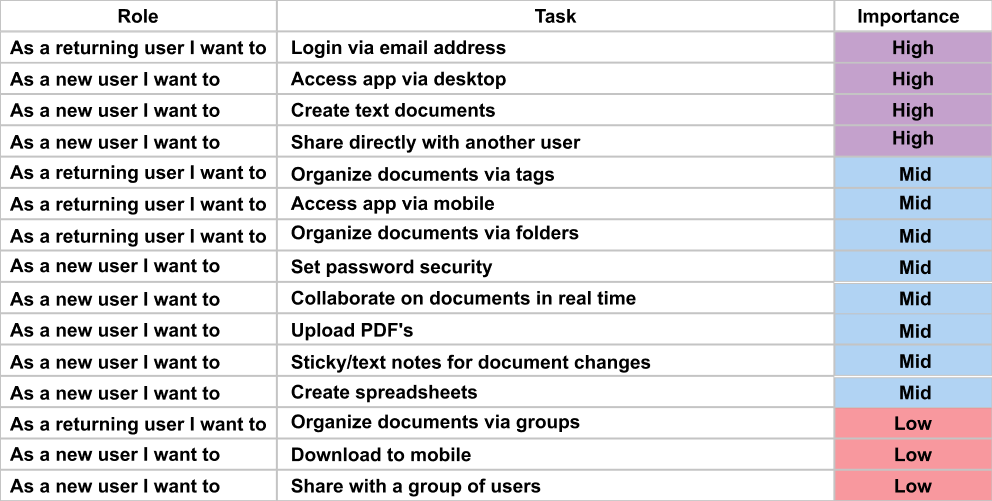 Role Task Importance
As a returning user I want to Login via email address High
As a new user I want to Access app via desktop High
As a new user I want to Create text documents High
As a new user I want to Share directly with another user High
As a returning user I want to Organize documents via tags Mid
As a returning user I want to Access app via mobile Mid
As a returning user I want to Organize documents via folders Mid
As a new user I want to Set password security Mid
As a new user I want to Collaborate on documents in real time Mid
As a new user I want to Upload PDF's Mid
As a new user I want to Sticky/text notes for document changes Mid
As a new user I want to Create spreadsheets Mid
As a returning user I want to Organize documents via groups Low
As a new user I want to Download to mobile Low
As a new user I want to Share with a group of users Low